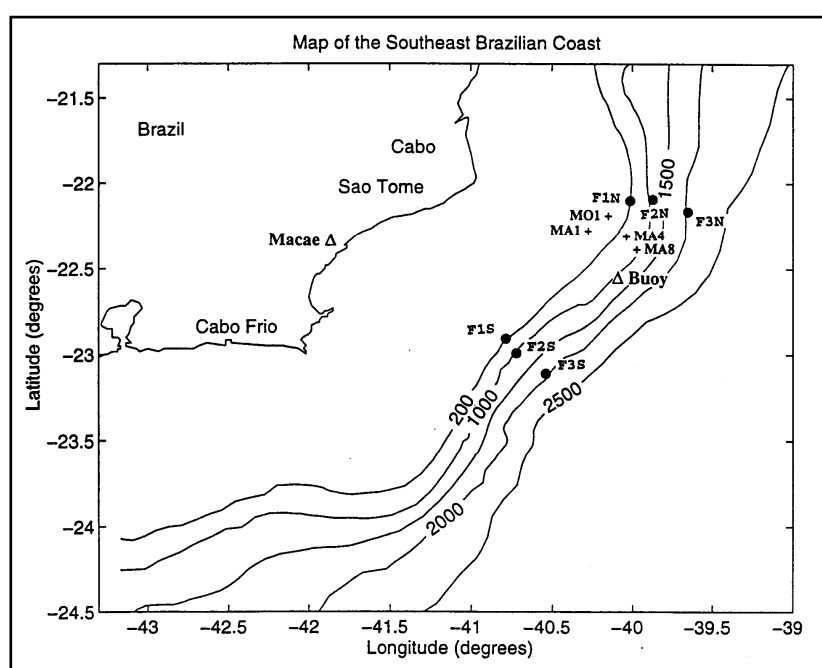 Map of the Southeast Brazilian Coast
−21.5
Brazil
Cabo
Sao Tome
−22
1500
F1N
F2N
F3N
MO1
MA1
MA4
MA8
Macae Δ
−22.5
Δ Buoy
Cabo Frio
F1S
−23
F2S
F3S
200
1000
2500
−23.5
2000
−24
−24.5
Latitude (degrees)
−43 −42.5 −42 −41.5 −41 −40.5 −40 −39.5 −39
Longitude (degrees)